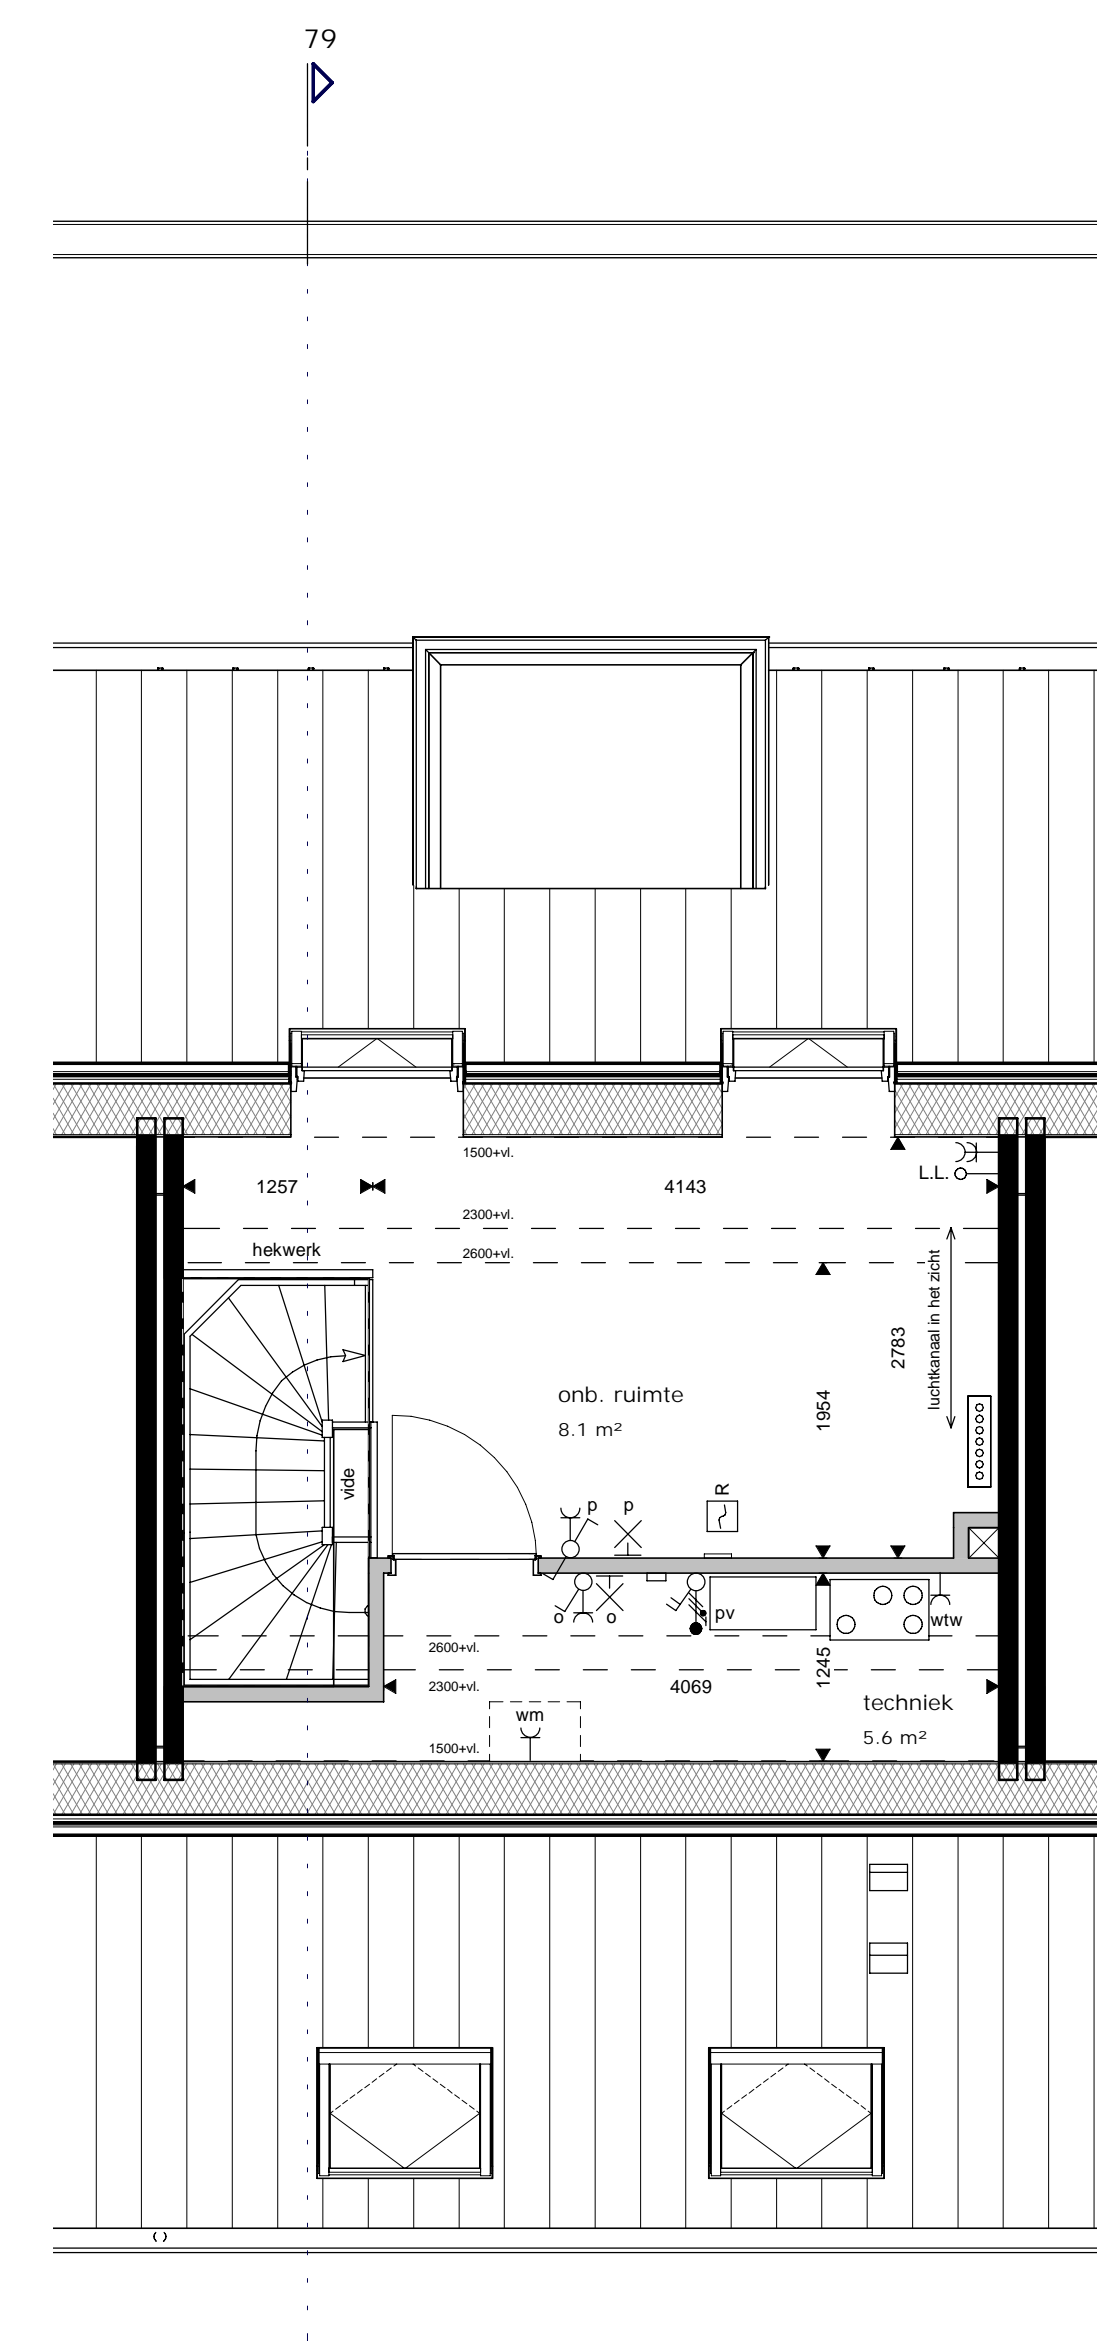 79
1500+vl.
L.L.
1257
4143
2300+vl.
hekwerk
2600+vl.
luchtkanaal in het zicht
2783
1954
onb. ruimte
8.1 m²
vide
R
p
p
o
o
pv
wtw
2600+vl.
1245
2300+vl.
4069
techniek
5.6 m²
wm
1500+vl.